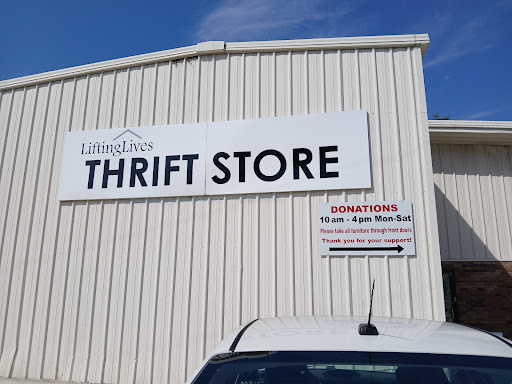 LiftingLives
THRIFT STORE
DONATIONS
10 am - 4 pm Mon-Sat
Please take all furniture through front doors
Thank you for your support!